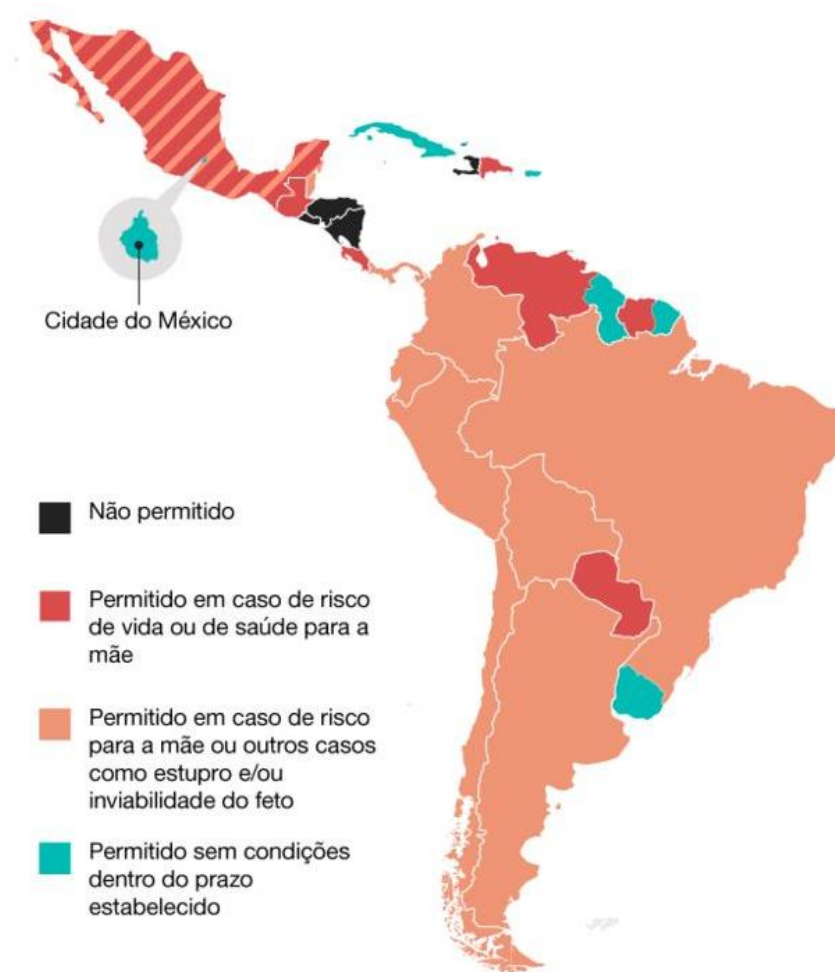 Cidade do México
Não permitido
Permitido em caso de risco
de vida ou de saúde para a
mãe
Permitido em caso de risco
para a mãe ou outros casos
como estupro e/ou
inviabilidade do feto
Permitido sem condições
dentro do prazo
estabelecido